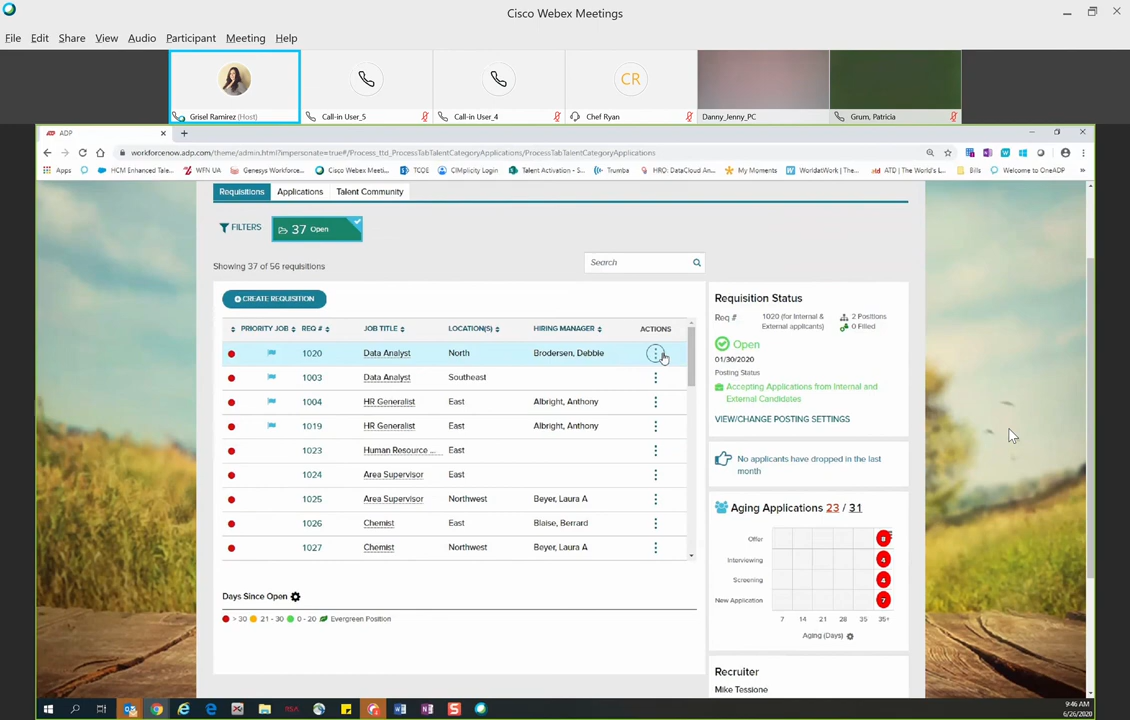 Cisco Webex Meetings
File Edit Share View Audio Participant Meeting Help
CR
Grisel Ramirez (Host) Call-in User_5 Call-in User_4 Chef Ryan Danny_Jenny_PC Grum, Patricia
ADP
workforcenow.adp.com/theme/admin.html?impersonate=true#/Process_ttd_ProcessTabTalentCategoryApplications/ProcessTabTalentCategoryApplications
Apps HCM Enhanced Tale... WFN UA Genesys Workforce... Cisco Webex Meeti... TCQE CIMplicity Login Talent Activation - S... Trumba HRO: DataCloud An... My Moments WorldatWork | The... ATD | The World's L... Bills Welcome to OneADP »
Requisitions Applications Talent Community
FILTERS 37 Open
Showing 37 of 56 requisitions
Search
CREATE REQUISITION
PRIORITY JOB REQ # JOB TITLE LOCATION(S) HIRING MANAGER ACTIONS
1020 Data Analyst North Brodersen, Debbie
1003 Data Analyst Southeast
1004 HR Generalist East Albright, Anthony
1019 HR Generalist East Albright, Anthony
1023 Human Resource ... East
1024 Area Supervisor East
1025 Area Supervisor Northwest Beyer, Laura A
1026 Chemist East Blaise, Berrard
1027 Chemist North Beyer, Laura A
Days Since Open
> 30 21 - 30 0 - 20 Evergreen Position
Requisition Status
Req # 1020 (for Internal & External applicants) 2 Positions
0 Filled
Open
01/30/2020
Posting Status
Accepting Applications from Internal and
External Candidates
VIEW/CHANGE POSTING SETTINGS
No applicants have dropped in the last
month
Aging Applications 23 / 31
Offer
Interviewing 4
Screening 4
New Application 7
7 14 21 28 35 35+
Aging (Days)
Recruiter
Mike Tessione
RSA
9:46 AM
6/26/2020